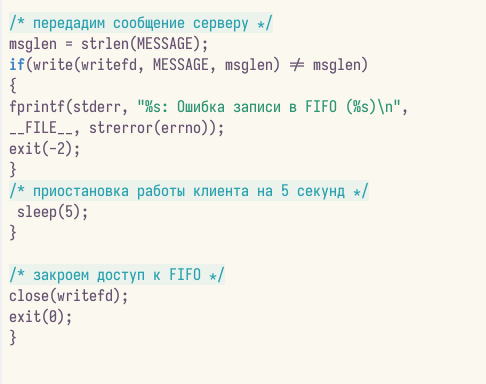 /* передадим сообщение серверу */
msglen = strlen(MESSAGE);
if(write(writefd, MESSAGE, msglen) != msglen)
{
fprintf(stderr, "%s: Ошибка записи в FIFO (%s)\n",
__FILE__, strerror(errno));
exit(-2);
}
/* приостановка работы клиента на 5 секунд */
sleep(5);
}
/* закроем доступ к FIFO */
close(writefd);
exit(0);
}